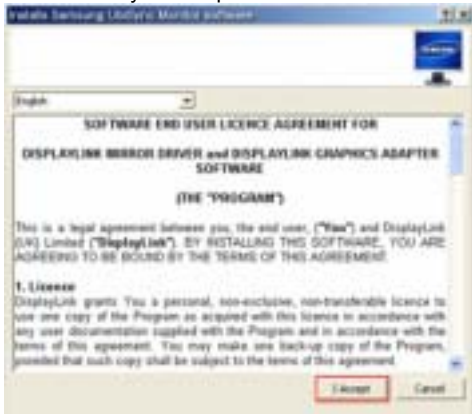 Installs Samsung UbiSync Monitor software
English
SOFTWARE END USER LICENCE AGREEMENT FOR
DISPLAYLINK MIRROR DRIVER and DISPLAYLINK GRAPHICS ADAPTER
SOFTWARE
(THE "PROGRAM")
This is a legal agreement between you, the end user, ("You") and DisplayLink
(UK) Limited ("DisplayLink"). BY INSTALLING THIS SOFTWARE, YOU ARE
AGREEING TO BE BOUND BY THE TERMS OF THIS AGREEMENT.
1. Licence
DisplayLink grants You a personal, non-exclusive, non-transferable licence to
use one copy of the Program as acquired with this licence in accordance with
any user documentation supplied with the Program and in accordance with the
terms of this agreement. You may make one back-up copy of the Program,
provided that such copy shall be subject to the terms of this agreement.
I Accept
Cancel